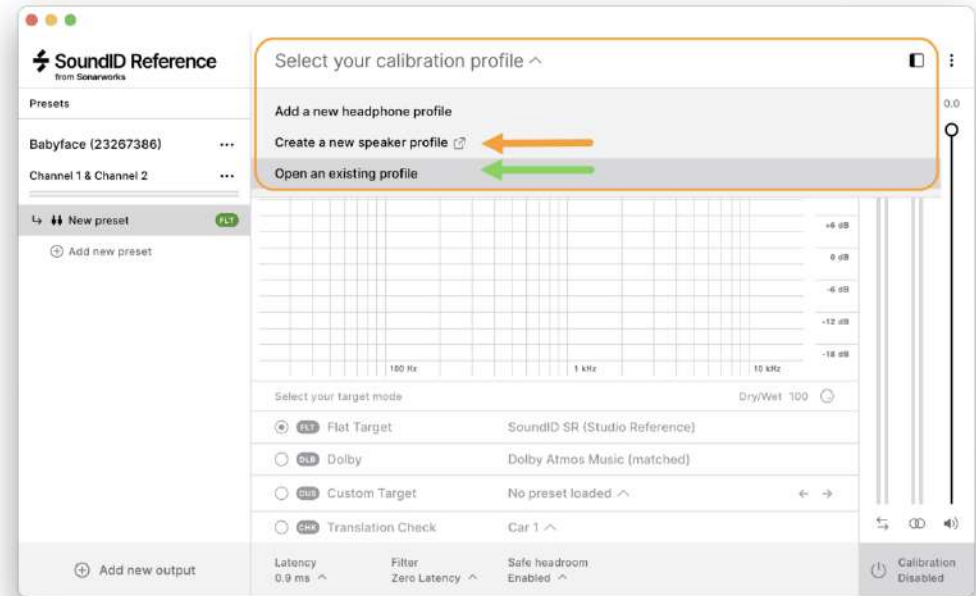 SoundID Reference
from Sonarworks
Select your calibration profile
Presets
Add a new headphone profile
0.0
Babyface (23267386)
Create a new speaker profile
Channel 1 & Channel 2
Open an existing profile
New preset
FLT
Add new preset
+6 dB
0 dB
-6 dB
-12 dB
-18 dB
100 Hz
1 kHz
10 kHz
Select your target mode
Dry/Wet 100
FLT Flat Target SoundID SR (Studio Reference)
DLB Dolby Dolby Atmos Music (matched)
CUS Custom Target No preset loaded
CHK Translation Check Car 1
Add new output
Latency Filter Safe headroom
0.9 ms Zero Latency Enabled
Calibration
Disabled